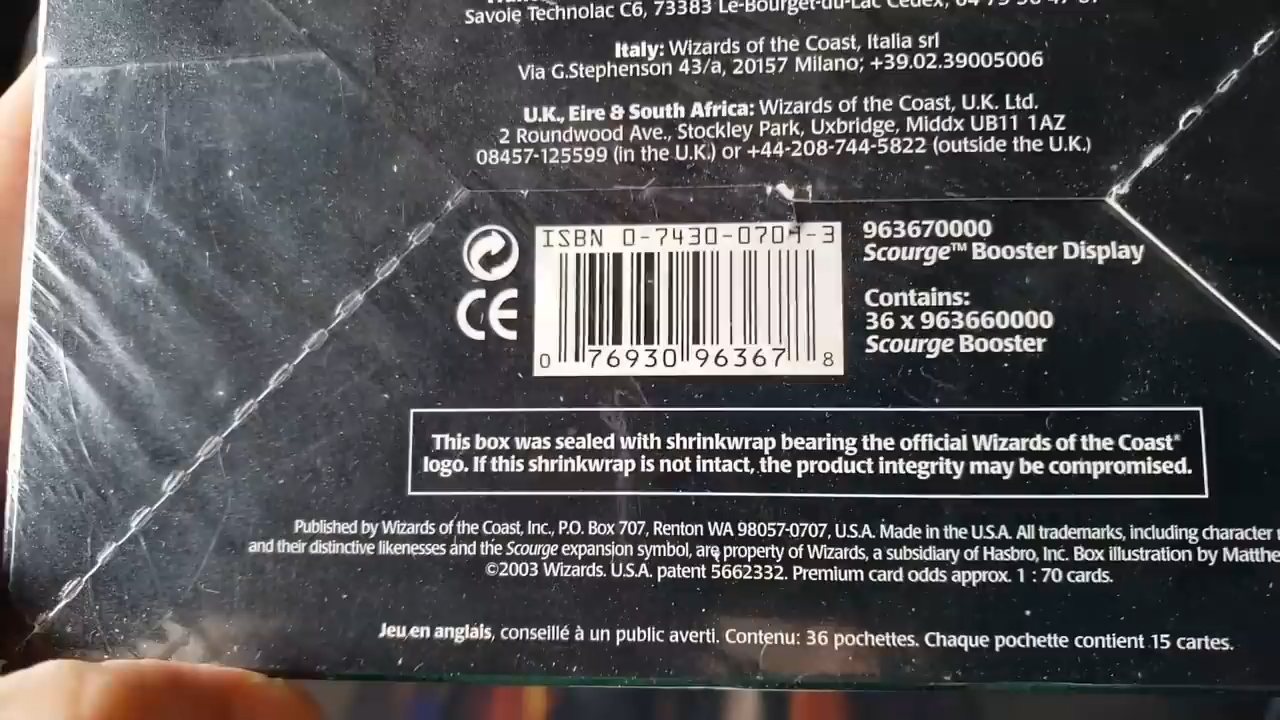 Savoie Technolac C6, 73383 Le-Bourget-du-Lac Cedex,
Italy: Wizards of the Coast, Italia srl
Via G.Stephenson 43/a, 20157 Milano; +39.02.39005006
U.K., Eire & South Africa: Wizards of the Coast, U.K. Ltd.
2 Roundwood Ave., Stockley Park, Uxbridge, Middx UB11 1AZ
08457-125599 (in the U.K.) or +44-208-744-5822 (outside the U.K.)
CE
ISBN 0-7430-0704-3
0 76930 96367 8
963670000
Scourge™ Booster Display
Contains:
36 x 963660000
Scourge Booster
This box was sealed with shrinkwrap bearing the official Wizards of the Coast®
logo. If this shrinkwrap is not intact, the product integrity may be compromised.
Published by Wizards of the Coast, Inc., P.O. Box 707, Renton WA 98057-0707, U.S.A. Made in the U.S.A. All trademarks, including character
and their distinctive likenesses and the Scourge expansion symbol, are property of Wizards, a subsidiary of Hasbro, Inc. Box illustration by Matthe
©2003 Wizards. U.S.A. patent 5662332. Premium card odds approx. 1 : 70 cards.
Jeu en anglais, conseillé à un public averti. Contenu: 36 pochettes. Chaque pochette contient 15 cartes.